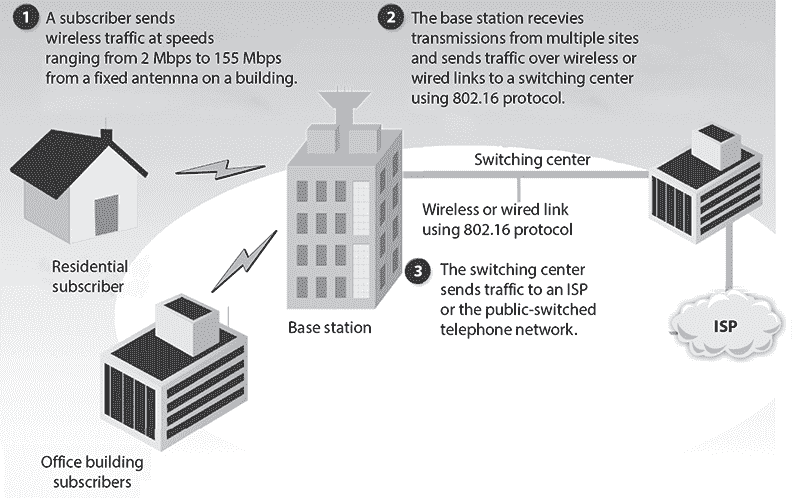 1 A subscriber sends
wireless traffic at speeds
ranging from 2 Mbps to 155 Mbps
from a fixed antennna on a building.
2 The base station recevies
transmissions from multiple sites
and sends traffic over wireless or
wired links to a switching center
using 802.16 protocol.
Switching center
Wireless or wired link
using 802.16 protocol
Residential
subscriber
3 The switching center
sends traffic to an ISP
or the public-switched
telephone network.
Base station
ISP
Office building
subscribers